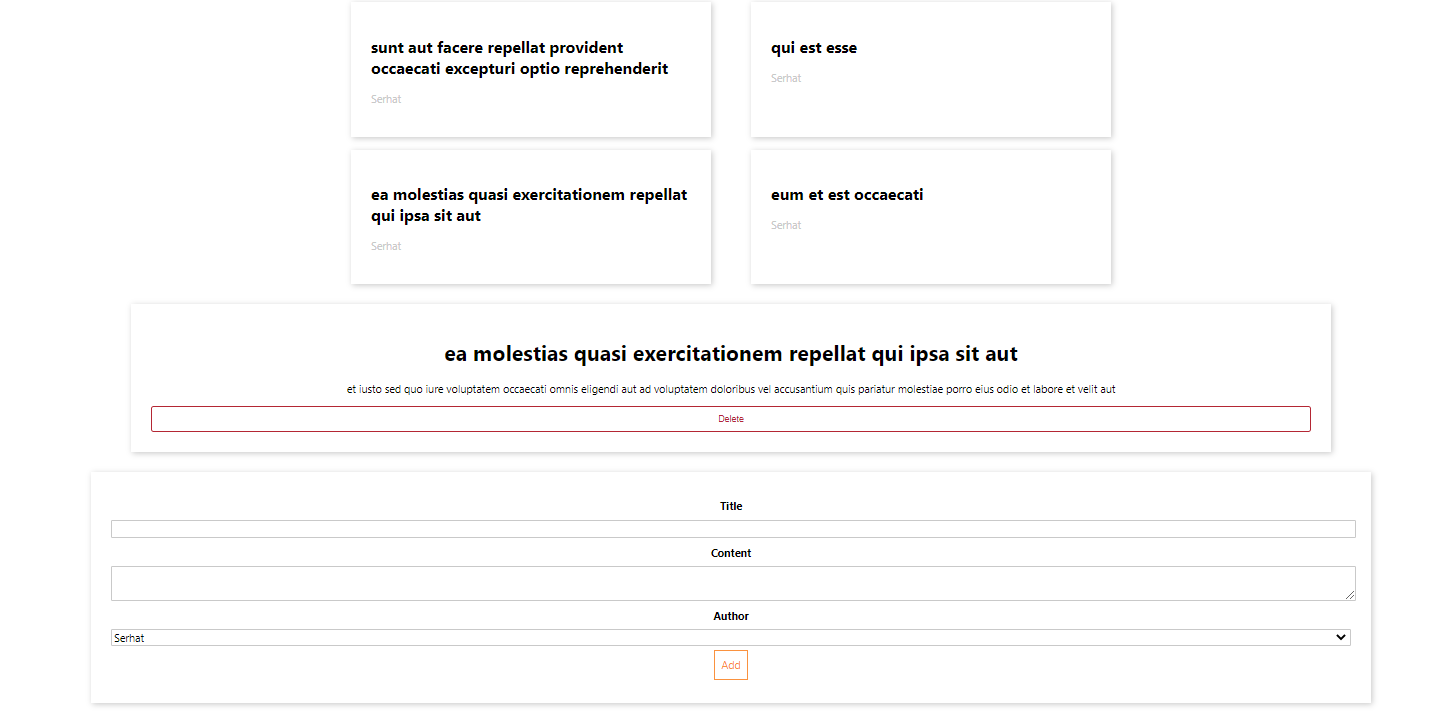 sunt aut facere repellat provident
occaecati excepturi optio reprehenderit
Serhat
qui est esse
Serhat
ea molestias quasi exercitationem repellat
qui ipsa sit aut
Serhat
eum et est occaecati
Serhat
ea molestias quasi exercitationem repellat qui ipsa sit aut
et iusto sed quo iure voluptatem occaecati omnis eligendi aut ad voluptatem doloribus vel accusantium quis pariatur molestiae porro eius odio et labore et velit aut
Delete
Title
Content
Author
Serhat
Add